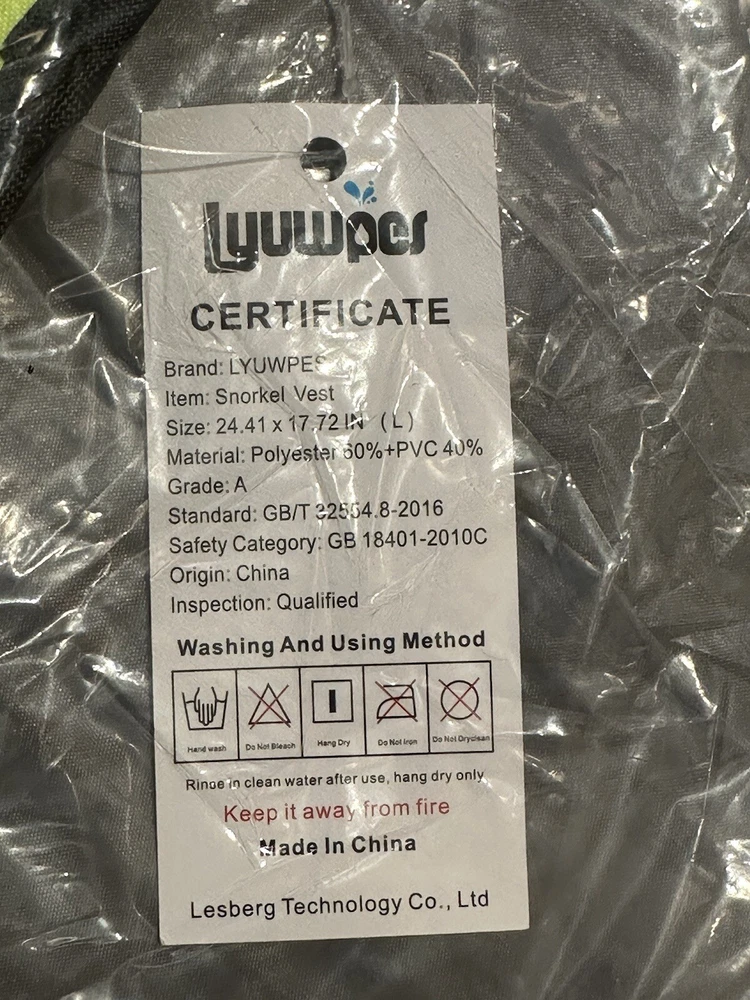 Lyuwpes
CERTIFICATE
Brand: LYUWPES
Item: Snorkel Vest
Size: 24.41 x 17.72 IN (L)
Material: Polyester 60%+PVC 40%
Grade: A
Standard: GB/T 32554.8-2016
Safety Category: GB 18401-2010C
Origin: China
Inspection: Qualified
Washing And Using Method
Hand wash Do Not Bleach Hang Dry Do Not Iron Do Not Dryclean
Rinse in clean water after use, hang dry only
Keep it away from fire
Made In China
Lesberg Technology Co., Ltd